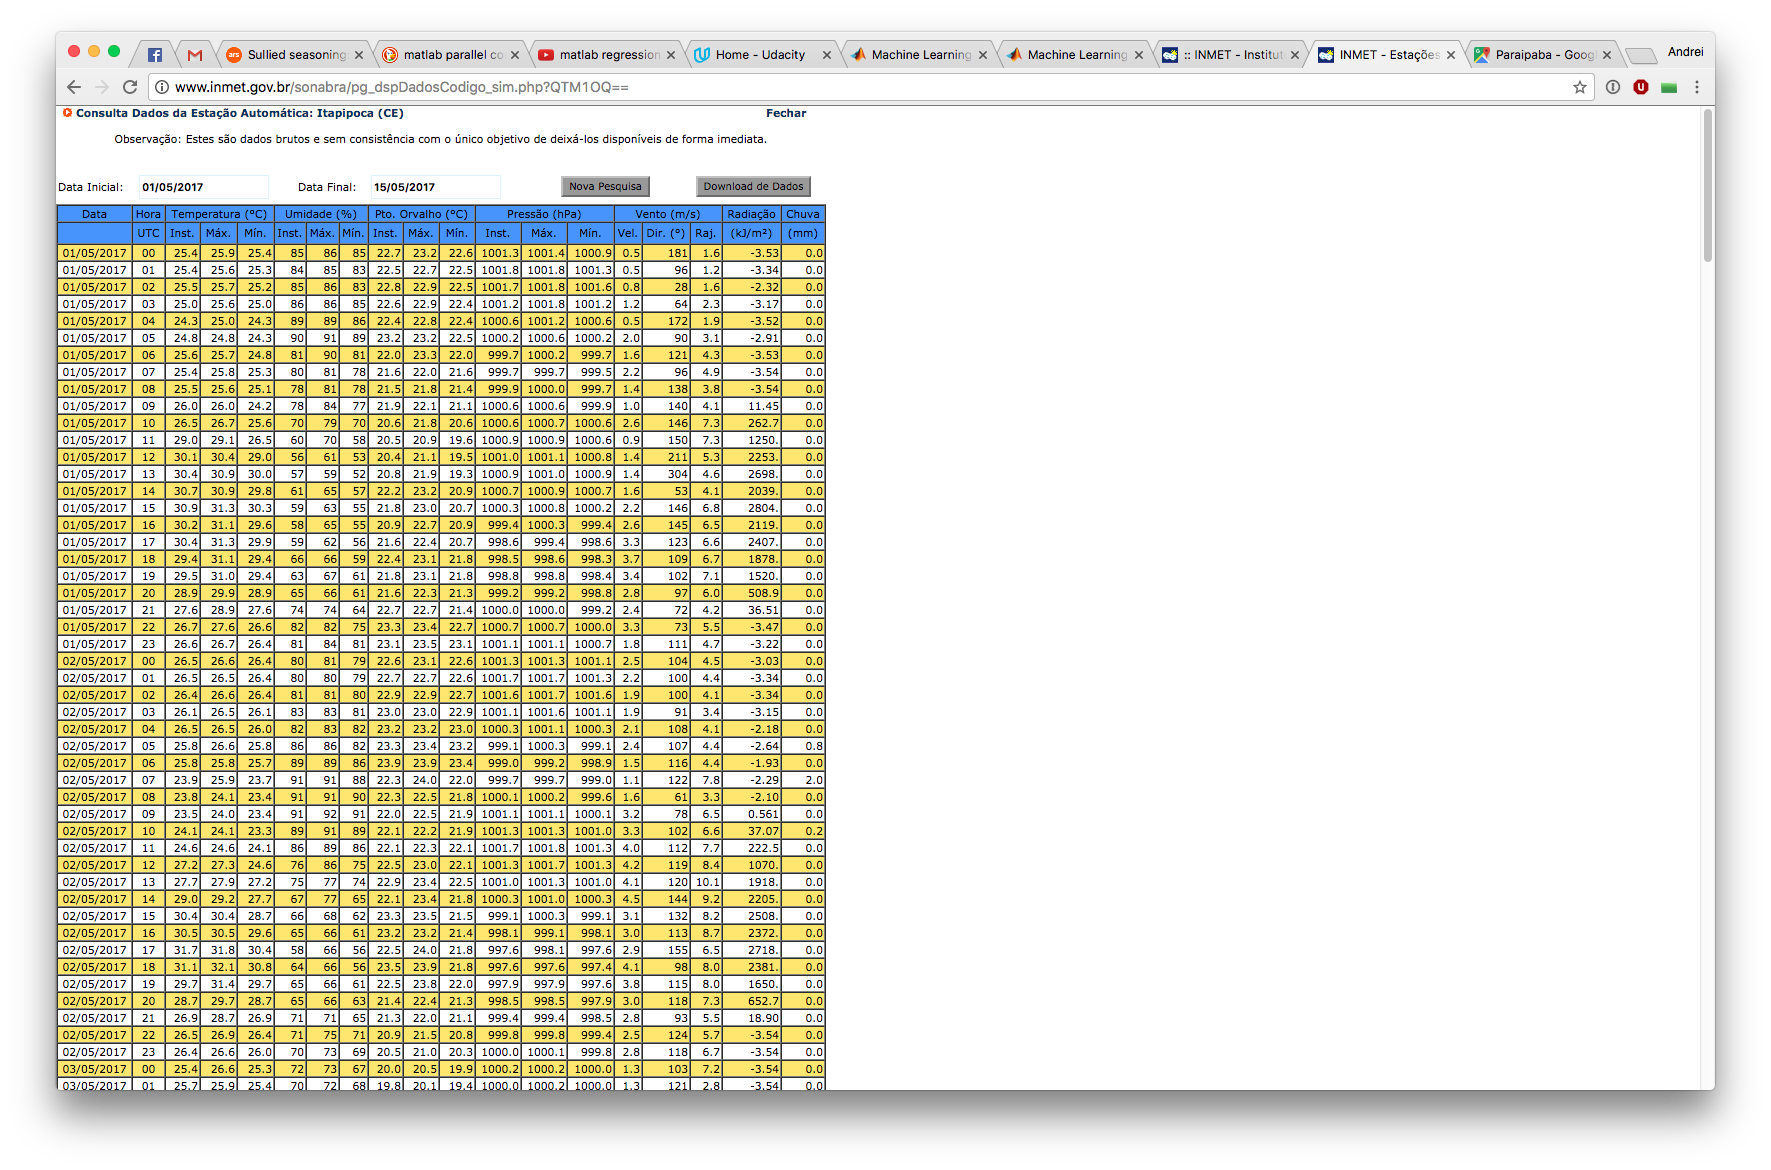 Sullied seasoning
matlab parallel co
matlab regression
Home - Udacity
Machine Learning
Machine Learning
:: INMET - Institut
INMET - Estações
Paraipaba - Goog
Andrei
www.inmet.gov.br/sonabra/pg_dspDadosCodigo_sim.php?QTM1OQ==
Consulta Dados da Estação Automática: Itapipoca (CE) Fechar
Observação: Estes são dados brutos e sem consistência com o único objetivo de deixá-los disponíveis de forma imediata.
Data Inicial: 01/05/2017 Data Final: 15/05/2017 Nova Pesquisa Download de Dados
Data Hora Temperatura (°C) Umidade (%) Pto. Orvalho (°C) Pressão (hPa) Vento (m/s) Radiação Chuva
UTC Inst. Máx. Mín. Inst. Máx. Mín. Inst. Máx. Mín. Inst. Máx. Mín. Vel. Dir. (°) Raj. (kJ/m²) (mm)
01/05/2017 00 25.4 25.9 25.4 85 86 85 22.7 23.2 22.6 1001.3 1001.4 1000.9 0.5 181 1.6 -3.53 0.0
01/05/2017 01 25.4 25.6 25.3 84 85 83 22.5 22.7 22.5 1001.8 1001.8 1001.3 0.5 96 1.2 -3.34 0.0
01/05/2017 02 25.5 25.7 25.2 85 86 83 22.8 22.9 22.5 1001.7 1001.8 1001.6 0.8 28 1.6 -2.32 0.0
01/05/2017 03 25.0 25.6 25.0 86 86 85 22.6 22.9 22.4 1001.2 1001.8 1001.2 1.2 64 2.3 -3.17 0.0
01/05/2017 04 24.3 25.0 24.3 89 89 86 22.4 22.8 22.4 1000.6 1001.2 1000.6 0.5 172 1.9 -3.52 0.0
01/05/2017 05 24.8 24.8 24.3 90 91 89 23.2 23.2 22.5 1000.2 1000.6 1000.2 2.0 90 3.1 -2.91 0.0
01/05/2017 06 25.6 25.7 24.8 81 90 81 22.0 23.3 22.0 999.7 1000.2 999.7 1.6 121 4.3 -3.53 0.0
01/05/2017 07 25.4 25.8 25.3 80 81 78 21.6 22.0 21.6 999.7 999.7 999.5 2.2 96 4.9 -3.54 0.0
01/05/2017 08 25.5 25.6 25.1 78 81 78 21.5 21.8 21.4 999.9 1000.0 999.7 1.4 138 3.8 -3.54 0.0
01/05/2017 09 26.0 26.0 24.2 78 84 77 21.9 22.1 21.1 1000.6 1000.6 999.9 1.0 140 4.1 11.45 0.0
01/05/2017 10 26.5 26.7 25.6 70 79 70 20.6 21.8 20.6 1000.6 1000.7 1000.6 2.6 146 7.3 262.7 0.0
01/05/2017 11 29.0 29.1 26.5 60 70 58 20.5 20.9 19.6 1000.9 1000.9 1000.6 0.9 150 7.3 1250. 0.0
01/05/2017 12 30.1 30.4 29.0 56 61 53 20.4 21.1 19.5 1001.0 1001.1 1000.8 1.4 211 5.3 2253. 0.0
01/05/2017 13 30.4 30.9 30.0 57 59 52 20.8 21.9 19.3 1000.9 1001.0 1000.9 1.4 304 4.6 2698. 0.0
01/05/2017 14 30.7 30.9 29.8 61 65 57 22.2 23.2 20.9 1000.7 1000.9 1000.7 1.6 53 4.1 2039. 0.0
01/05/2017 15 30.9 31.3 30.3 59 63 55 21.8 23.0 20.7 1000.3 1000.8 1000.2 2.2 146 6.8 2804. 0.0
01/05/2017 16 30.2 31.1 29.6 58 65 55 20.9 22.7 20.9 999.4 1000.3 999.4 2.6 145 6.5 2119. 0.0
01/05/2017 17 30.4 31.3 29.9 59 62 56 21.6 22.4 20.7 998.6 999.4 998.6 3.3 123 6.6 2407. 0.0
01/05/2017 18 29.4 31.1 29.4 66 66 59 22.4 23.1 21.8 998.5 998.6 998.3 3.7 109 6.7 1878. 0.0
01/05/2017 19 29.5 31.0 29.4 63 67 61 21.8 23.1 21.8 998.8 998.8 998.4 3.4 102 7.1 1520. 0.0
01/05/2017 20 28.9 29.9 28.9 65 66 61 21.6 22.3 21.3 999.2 999.2 998.8 2.8 97 6.0 508.9 0.0
01/05/2017 21 27.6 28.9 27.6 74 74 64 22.7 22.7 21.4 1000.0 1000.0 999.2 2.4 72 4.2 36.51 0.0
01/05/2017 22 26.7 27.6 26.6 82 82 75 23.3 23.4 22.7 1000.7 1000.7 1000.0 3.3 73 5.5 -3.47 0.0
01/05/2017 23 26.6 26.7 26.4 81 84 81 23.1 23.5 23.1 1001.1 1001.1 1000.7 1.8 111 4.7 -3.22 0.0
02/05/2017 00 26.5 26.6 26.4 80 81 79 22.6 23.1 22.6 1001.3 1001.3 1001.1 2.5 104 4.5 -3.03 0.0
02/05/2017 01 26.5 26.5 26.4 80 80 79 22.7 22.7 22.6 1001.7 1001.7 1001.3 2.2 100 4.4 -3.34 0.0
02/05/2017 02 26.4 26.6 26.4 81 81 80 22.9 22.9 22.7 1001.6 1001.7 1001.6 1.9 100 4.1 -3.34 0.0
02/05/2017 03 26.1 26.5 26.1 83 83 81 23.0 23.0 22.9 1001.1 1001.6 1001.1 1.9 91 3.4 -3.15 0.0
02/05/2017 04 26.5 26.5 26.0 82 83 82 23.2 23.2 23.0 1000.3 1001.1 1000.3 2.1 108 4.1 -2.18 0.0
02/05/2017 05 25.8 26.6 25.8 86 86 82 23.3 23.4 23.2 999.1 1000.3 999.1 2.4 107 4.4 -2.64 0.8
02/05/2017 06 25.8 25.8 25.7 89 89 86 23.9 23.9 23.4 999.0 999.2 998.9 1.5 116 4.4 -1.93 0.0
02/05/2017 07 23.9 25.9 23.7 91 91 88 22.3 24.0 22.0 999.7 999.7 999.0 1.1 122 7.8 -2.29 2.0
02/05/2017 08 23.8 24.1 23.4 91 91 90 22.3 22.5 21.8 1000.1 1000.2 999.6 1.6 61 3.3 -2.10 0.0
02/05/2017 09 23.5 24.0 23.4 91 92 91 22.0 22.5 21.9 1001.1 1001.1 1000.1 3.2 78 6.5 0.561 0.0
02/05/2017 10 24.1 24.1 23.3 89 91 89 22.1 22.2 21.9 1001.3 1001.3 1001.0 3.3 102 6.6 37.07 0.2
02/05/2017 11 24.6 24.6 24.1 86 89 86 22.1 22.3 22.1 1001.7 1001.8 1001.3 4.0 112 7.7 222.5 0.0
02/05/2017 12 27.2 27.3 24.6 76 86 75 22.5 23.0 22.1 1001.3 1001.7 1001.3 4.2 119 8.4 1070. 0.0
02/05/2017 13 27.7 27.9 27.2 75 77 74 22.9 23.4 22.5 1001.0 1001.3 1001.0 4.1 120 10.1 1918. 0.0
02/05/2017 14 29.0 29.2 27.7 67 77 65 22.1 23.4 21.8 1000.3 1001.0 1000.3 4.5 144 9.2 2205. 0.0
02/05/2017 15 30.4 30.4 28.7 66 68 62 23.3 23.5 21.5 999.1 1000.3 999.1 3.1 132 8.2 2508. 0.0
02/05/2017 16 30.5 30.5 29.6 65 66 61 23.2 23.2 21.4 998.1 999.1 998.1 3.0 113 8.7 2372. 0.0
02/05/2017 17 31.7 31.8 30.4 58 66 56 22.5 24.0 21.8 997.6 998.1 997.6 2.9 155 6.5 2718. 0.0
02/05/2017 18 31.1 32.1 30.8 64 66 56 23.5 23.9 21.8 997.6 997.6 997.4 4.1 98 8.0 2381. 0.0
02/05/2017 19 29.7 31.4 29.7 65 66 61 22.5 23.8 22.0 997.9 997.9 997.6 3.8 115 8.0 1650. 0.0
02/05/2017 20 28.7 29.7 28.7 65 66 63 21.4 22.4 21.3 998.5 998.5 997.9 3.0 118 7.3 652.7 0.0
02/05/2017 21 26.9 28.7 26.9 71 71 65 21.3 22.0 21.1 999.4 999.4 998.5 2.8 93 5.5 18.90 0.0
02/05/2017 22 26.5 26.9 26.4 71 75 71 20.9 21.5 20.8 999.8 999.8 999.4 2.5 124 5.7 -3.54 0.0
02/05/2017 23 26.4 26.6 26.0 70 73 69 20.5 21.0 20.3 1000.0 1000.1 999.8 2.8 118 6.7 -3.54 0.0
03/05/2017 00 25.4 26.6 25.3 72 73 67 20.0 20.5 19.9 1000.2 1000.2 1000.0 1.3 103 7.2 -3.54 0.0
03/05/2017 01 25.7 25.9 25.4 70 72 68 19.8 20.1 19.4 1000.0 1000.2 1000.0 1.3 121 2.8 -3.54 0.0